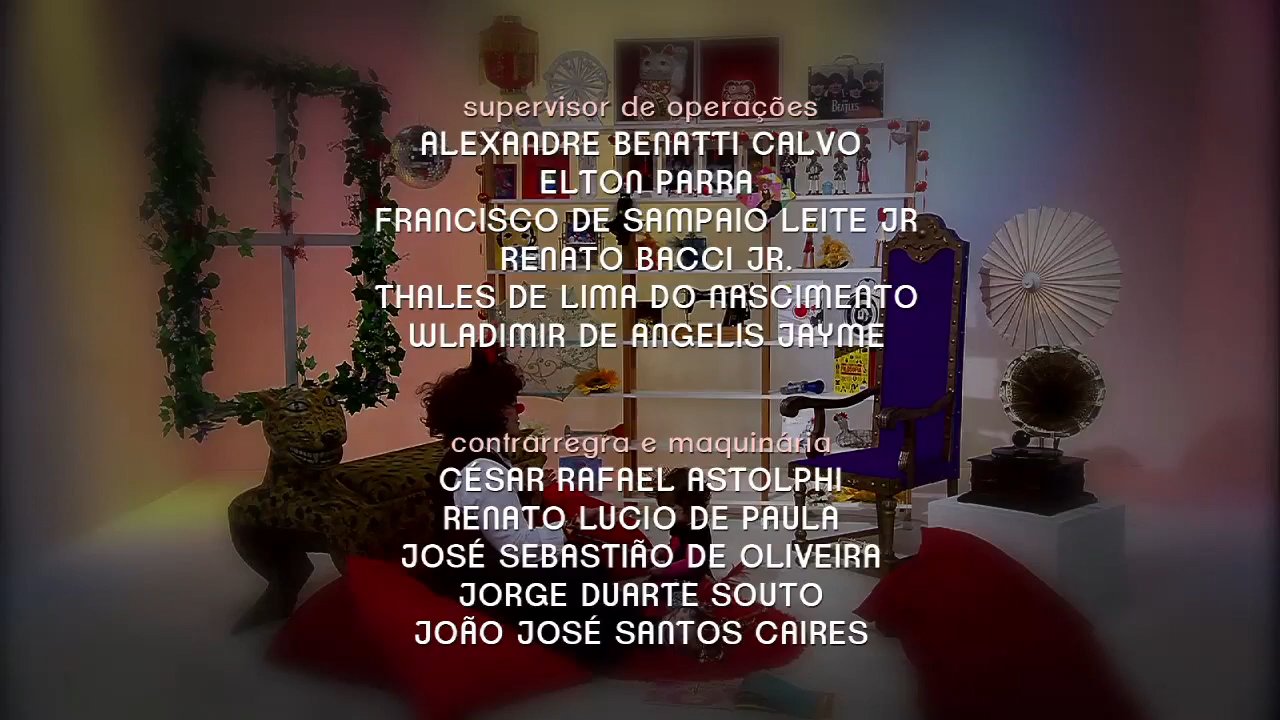 THE BEATLES
supervisor de operações
ALEXANDRE BENATTI CALVO
ELTON PARRA
FRANCISCO DE SAMPAIO LEITE JR
RENATO BACCI JR.
THALES DE LIMA DO NASCIMENTO
WLADIMIR DE ANGELIS JAYME
contrarregra e maquinária
CÉSAR RAFAEL ASTOLPHI
RENATO LUCIO DE PAULA
JOSÉ SEBASTIÃO DE OLIVEIRA
JORGE DUARTE SOUTO
JOÃO JOSÉ SANTOS CAIRES